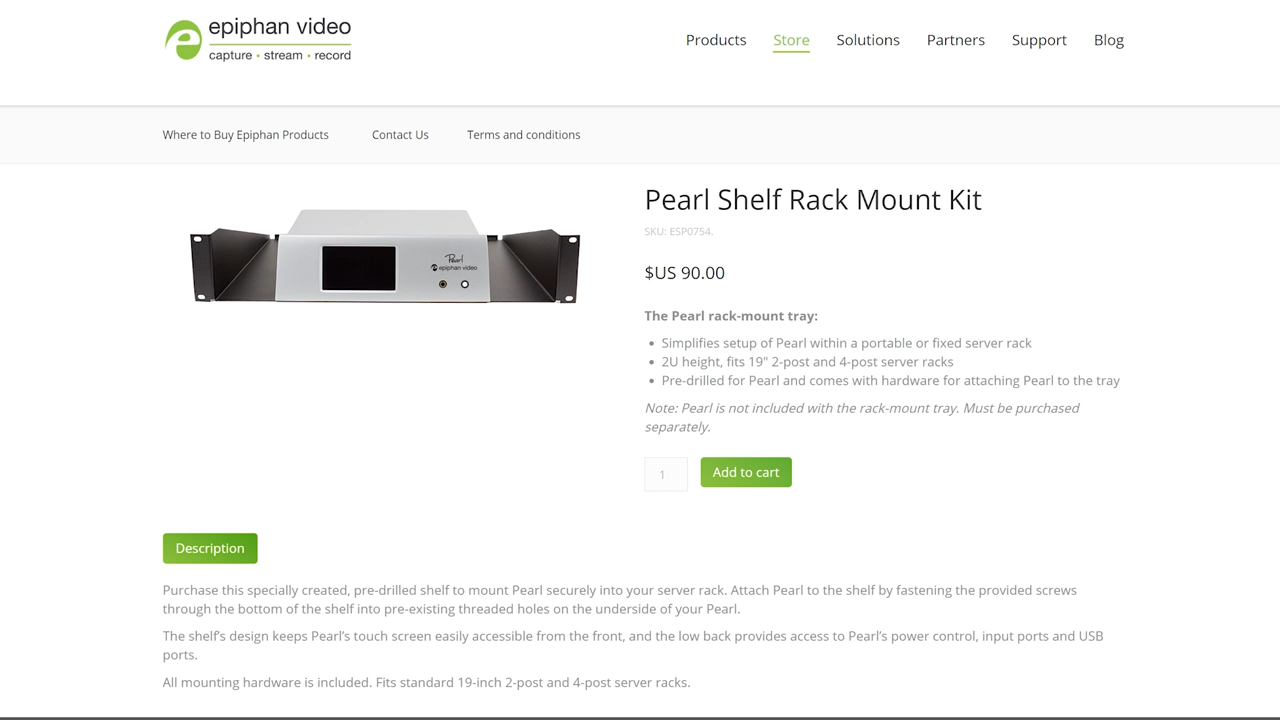 epiphan video
capture • stream • record
Products Store Solutions Partners Support Blog
Where to Buy Epiphan Products Contact Us Terms and conditions
Pearl
epiphan video
Pearl Shelf Rack Mount Kit
SKU: ESP0754.
$US 90.00
The Pearl rack-mount tray:
• Simplifies setup of Pearl within a portable or fixed server rack
• 2U height, fits 19" 2-post and 4-post server racks
• Pre-drilled for Pearl and comes with hardware for attaching Pearl to the tray
Note: Pearl is not included with the rack-mount tray. Must be purchased
separately.
1 Add to cart
Description
Purchase this specially created, pre-drilled shelf to mount Pearl securely into your server rack. Attach Pearl to the shelf by fastening the provided screws
through the bottom of the shelf into pre-existing threaded holes on the underside of your Pearl.
The shelf’s design keeps Pearl’s touch screen easily accessible from the front, and the low back provides access to Pearl’s power control, input ports and USB
ports.
All mounting hardware is included. Fits standard 19-inch 2-post and 4-post server racks.